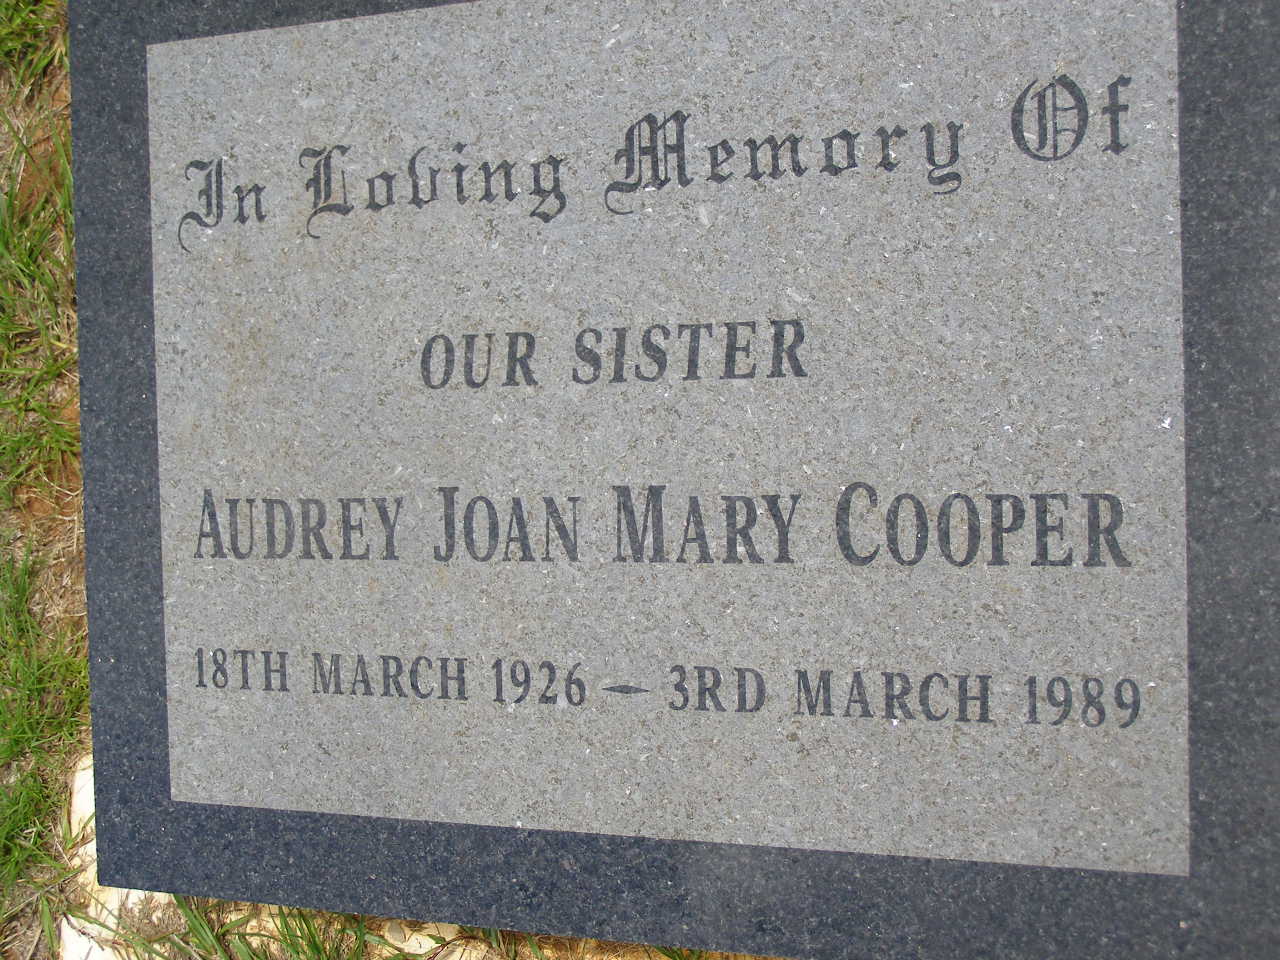 In Loving Memory Of
OUR SISTER
AUDREY JOAN MARY COOPER
18TH MARCH 1926 – 3RD MARCH 1989